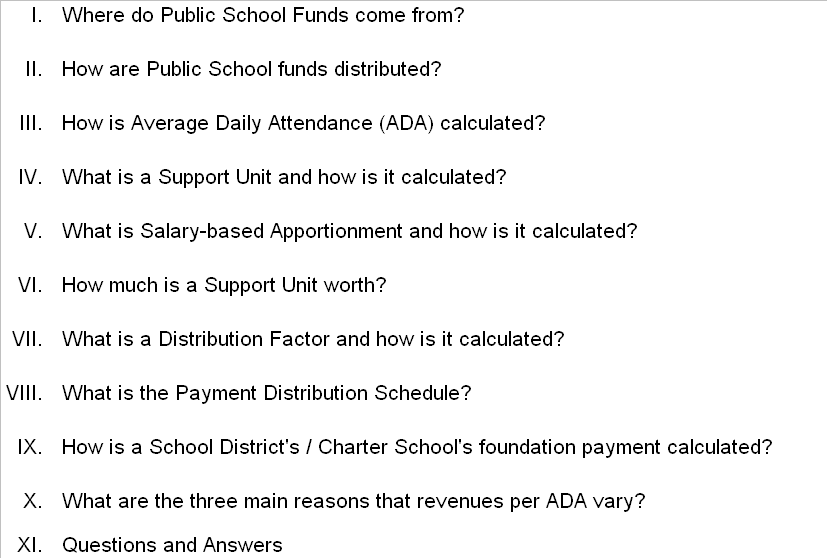 I. Where do Public School Funds come from?
II. How are Public School funds distributed?
III. How is Average Daily Attendance (ADA) calculated?
IV. What is a Support Unit and how is it calculated?
V. What is Salary-based Apportionment and how is it calculated?
VI. How much is a Support Unit worth?
VII. What is a Distribution Factor and how is it calculated?
VIII. What is the Payment Distribution Schedule?
IX. How is a School District's / Charter School's foundation payment calculated?
X. What are the three main reasons that revenues per ADA vary?
XI. Questions and Answers